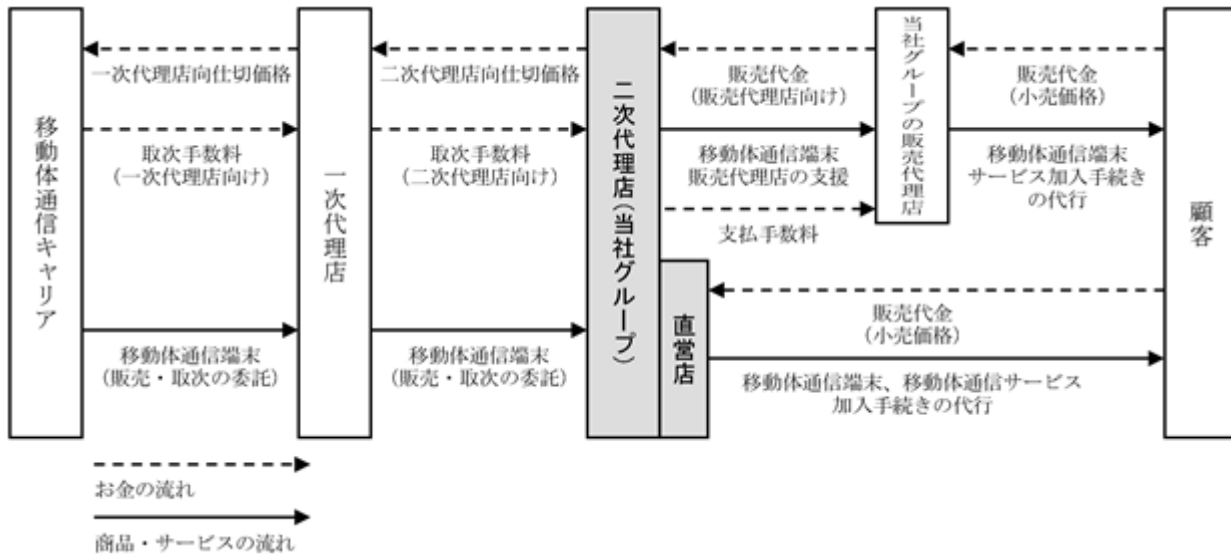 移動体通信キャリア
一次代理店向仕切価格
取次手数料
(一次代理店向け)
移動体通信端末
(販売・取次の委託)
一次代理店
二次代理店向仕切価格
取次手数料
(二次代理店向け)
移動体通信端末
(販売・取次の委託)
二次代理店(当社グループ)
直営店
販売代金
(販売代理店向け)
移動体通信端末
販売代理店の支援
支払手数料
当社グループの販売代理店
販売代金
(小売価格)
移動体通信端末
サービス加入手続き
の代行
販売代金
(小売価格)
移動体通信端末、移動体通信サービス
加入手続きの代行
顧客
お金の流れ
商品・サービスの流れ